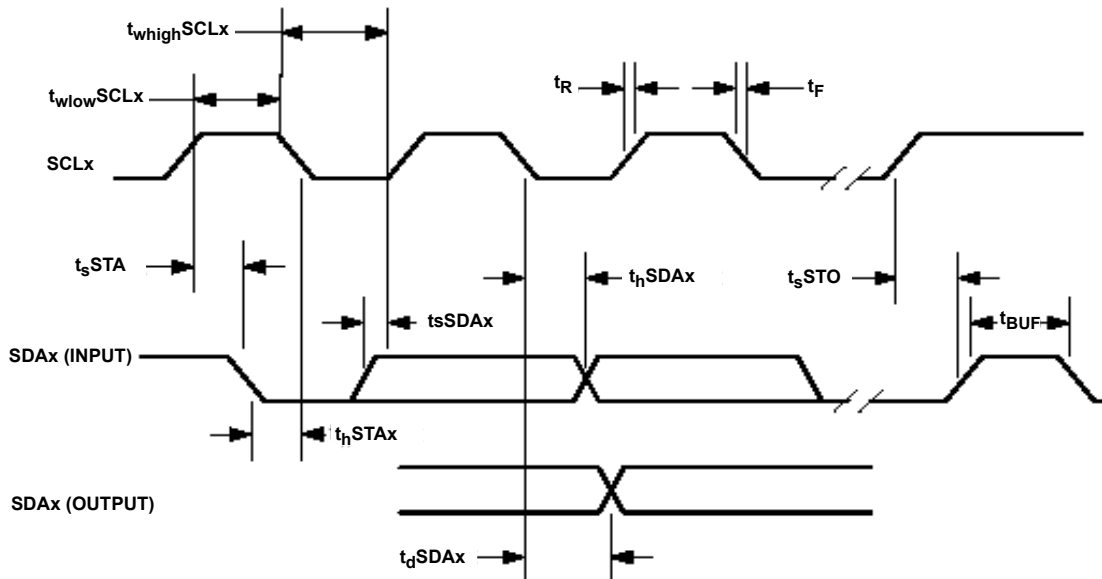 twhighSCLx
twlowSCLx
tR
tF
SCLx
tsSTA
thSDAx
tsSTO
tsSDAx
tBUF
SDAx (INPUT)
thSTAx
SDAx (OUTPUT)
tdSDAx